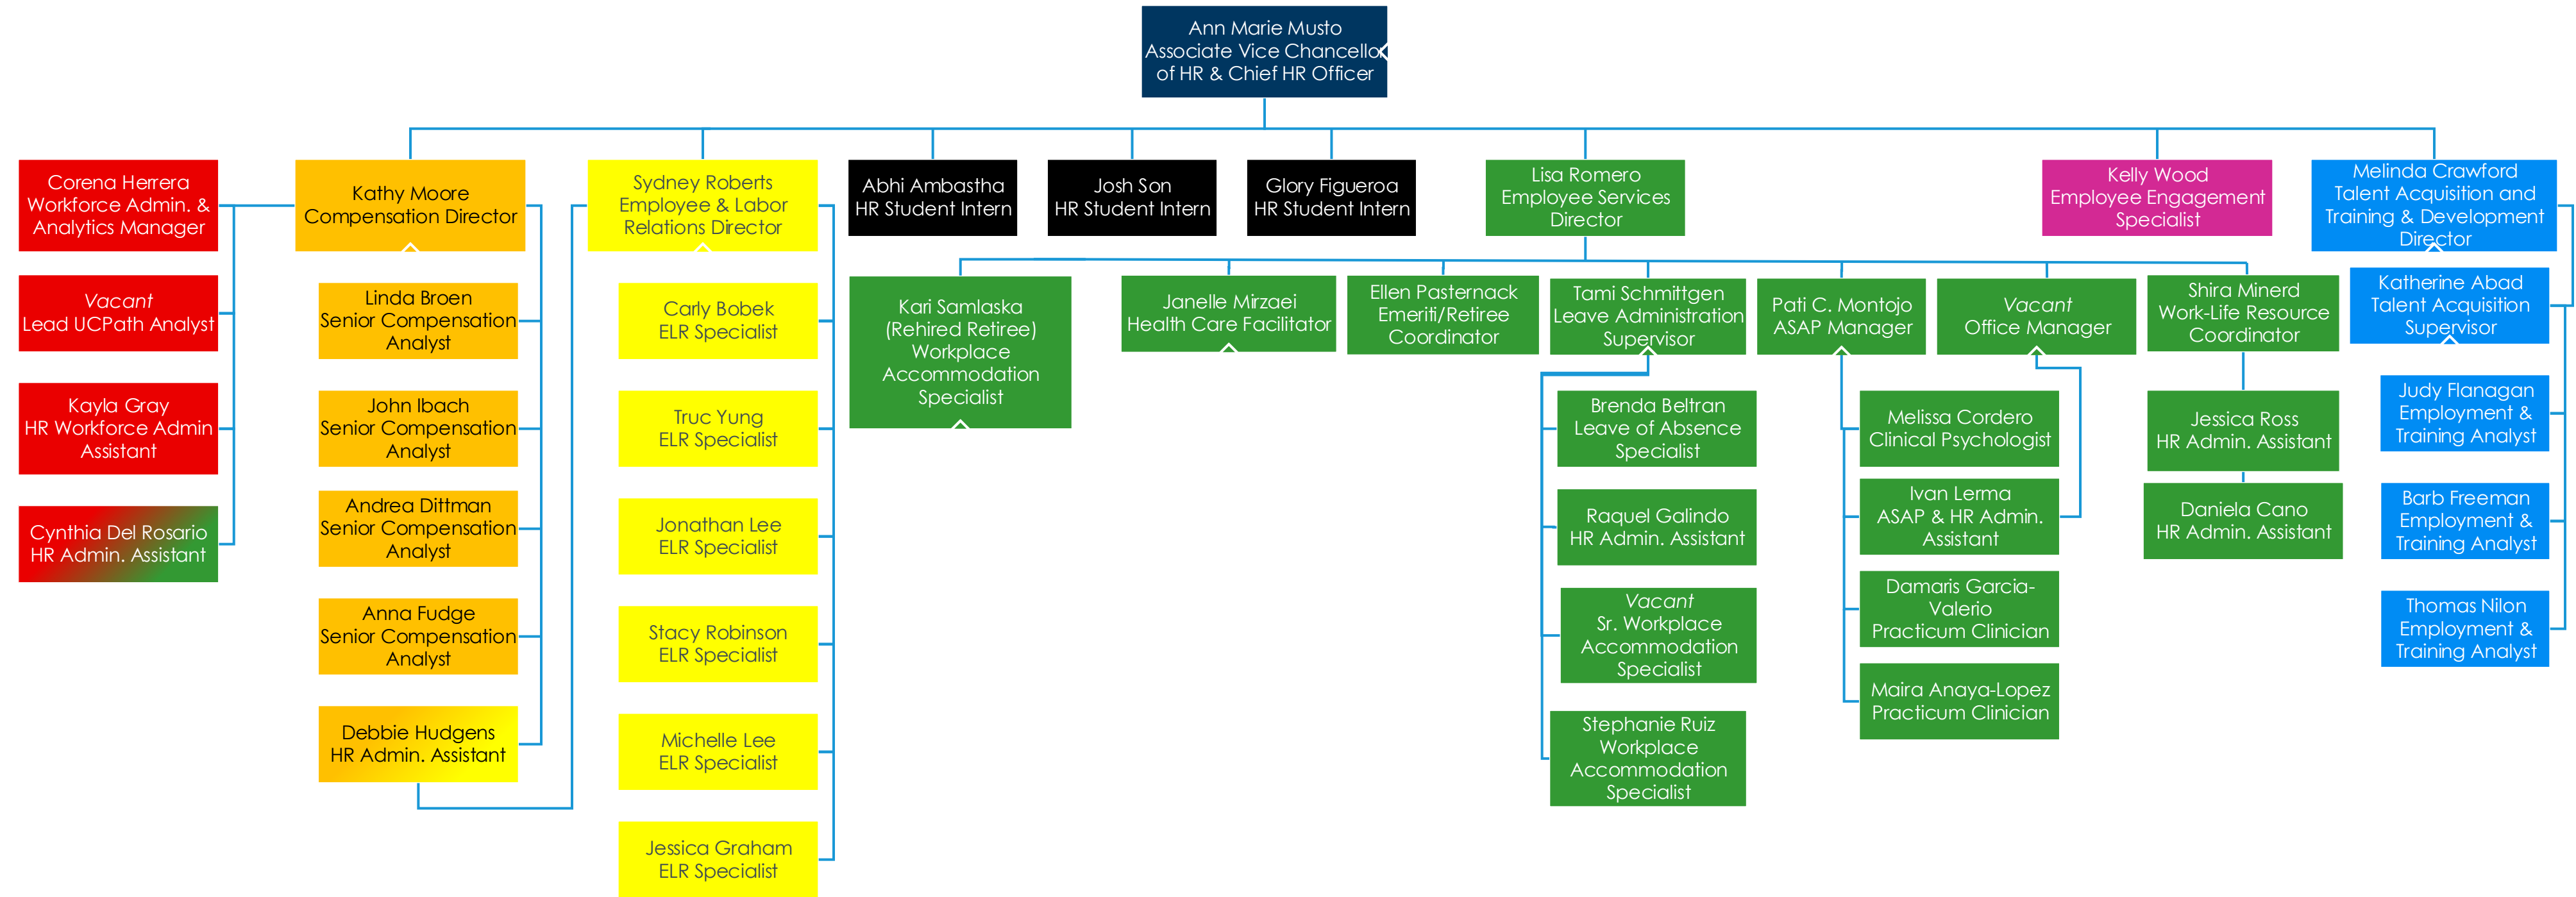 Ann Marie Musto
Associate Vice Chancellor
of HR & Chief HR Officer
Corena Herrera
Workforce Admin. &
Analytics Manager
Vacant
Lead UCPath Analyst
Kayla Gray
HR Workforce Admin
Assistant
Cynthia Del Rosario
HR Admin. Assistant
Kathy Moore
Compensation Director
Linda Broen
Senior Compensation
Analyst
John Ibach
Senior Compensation
Analyst
Andrea Dittman
Senior Compensation
Analyst
Anna Fudge
Senior Compensation
Analyst
Debbie Hudgens
HR Admin. Assistant
Sydney Roberts
Employee & Labor
Relations Director
Carly Bobek
ELR Specialist
Truc Yung
ELR Specialist
Jonathan Lee
ELR Specialist
Stacy Robinson
ELR Specialist
Michelle Lee
ELR Specialist
Jessica Graham
ELR Specialist
Abhi Ambastha
HR Student Intern
Josh Son
HR Student Intern
Glory Figueroa
HR Student Intern
Lisa Romero
Employee Services
Director
Kari Samlaska
(Rehired Retiree)
Workplace
Accommodation
Specialist
Janelle Mirzaei
Health Care Facilitator
Ellen Pasternack
Emeriti/Retiree
Coordinator
Tami Schmittgen
Leave Administration
Supervisor
Brenda Beltran
Leave of Absence
Specialist
Raquel Galindo
HR Admin. Assistant
Vacant
Sr. Workplace
Accommodation
Specialist
Stephanie Ruiz
Workplace
Accommodation
Specialist
Pati C. Montojo
ASAP Manager
Melissa Cordero
Clinical Psychologist
Ivan Lerma
ASAP & HR Admin.
Assistant
Damaris Garcia-
Valerio
Practicum Clinician
Maira Anaya-Lopez
Practicum Clinician
Vacant
Office Manager
Shira Minerd
Work-Life Resource
Coordinator
Jessica Ross
HR Admin. Assistant
Daniela Cano
HR Admin. Assistant
Kelly Wood
Employee Engagement
Specialist
Melinda Crawford
Talent Acquisition and
Training & Development
Director
Katherine Abad
Talent Acquisition
Supervisor
Judy Flanagan
Employment &
Training Analyst
Barb Freeman
Employment &
Training Analyst
Thomas Nilon
Employment &
Training Analyst